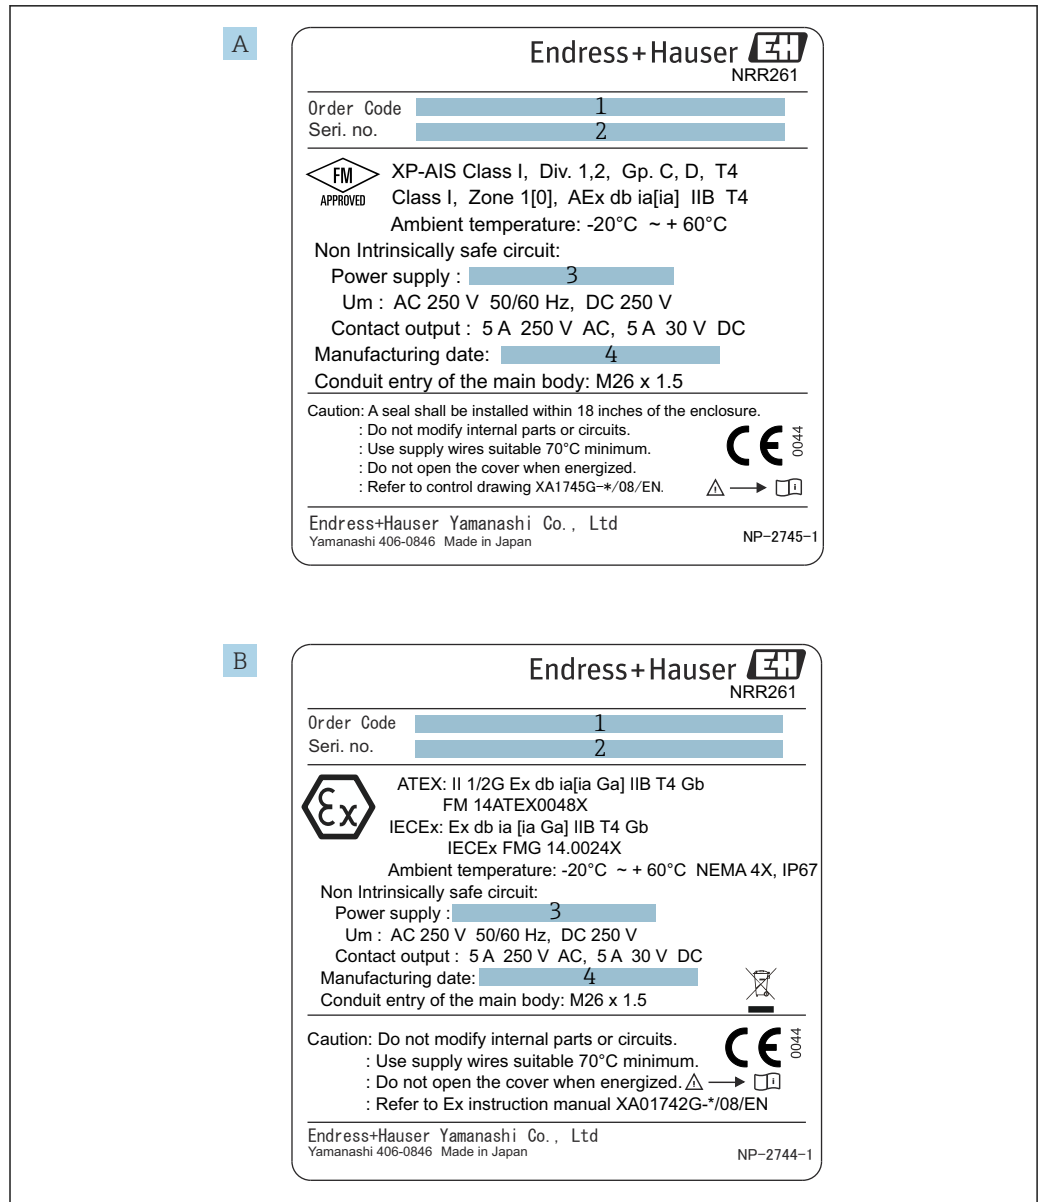 A
Endress+Hauser EH
NRR261
Order Code 1
Seri. no. 2
FM APPROVED
XP-AIS Class I, Div. 1,2, Gp. C, D, T4
Class I, Zone 1[0], AEx db ia[ia] IIB T4
Ambient temperature: -20°C ~ + 60°C
Non Intrinsically safe circuit:
Power supply : 3
Um : AC 250 V 50/60 Hz, DC 250 V
Contact output : 5 A 250 V AC, 5 A 30 V DC
Manufacturing date: 4
Conduit entry of the main body: M26 x 1.5
Caution: A seal shall be installed within 18 inches of the enclosure.
: Do not modify internal parts or circuits.
: Use supply wires suitable 70°C minimum.
: Do not open the cover when energized.
: Refer to control drawing XA1745G-*/08/EN.
CE 0044
i
Endress+Hauser Yamanashi Co., Ltd
Yamanashi 406-0846 Made in Japan
NP-2745-1
B
Endress+Hauser EH
NRR261
Order Code 1
Seri. no. 2
Ex
ATEX: II 1/2G Ex db ia[ia Ga] IIB T4 Gb
FM 14ATEX0048X
IECEx: Ex db ia [ia Ga] IIB T4 Gb
IECEx FMG 14.0024X
Ambient temperature: -20°C ~ + 60°C NEMA 4X, IP67
Non Intrinsically safe circuit:
Power supply : 3
Um : AC 250 V 50/60 Hz, DC 250 V
Contact output : 5 A 250 V AC, 5 A 30 V DC
Manufacturing date: 4
Conduit entry of the main body: M26 x 1.5
Caution: Do not modify internal parts or circuits.
: Use supply wires suitable 70°C minimum.
: Do not open the cover when energized.
: Refer to Ex instruction manual XA01742G-*/08/EN
CE 0044
i
Endress+Hauser Yamanashi Co., Ltd
Yamanashi 406-0846 Made in Japan
NP-2744-1